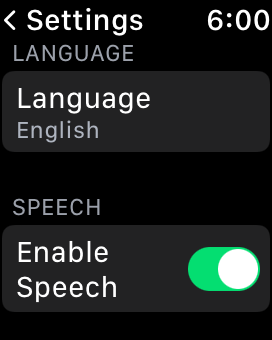 Settings 6:00
LANGUAGE
Language
English
SPEECH
Enable
Speech